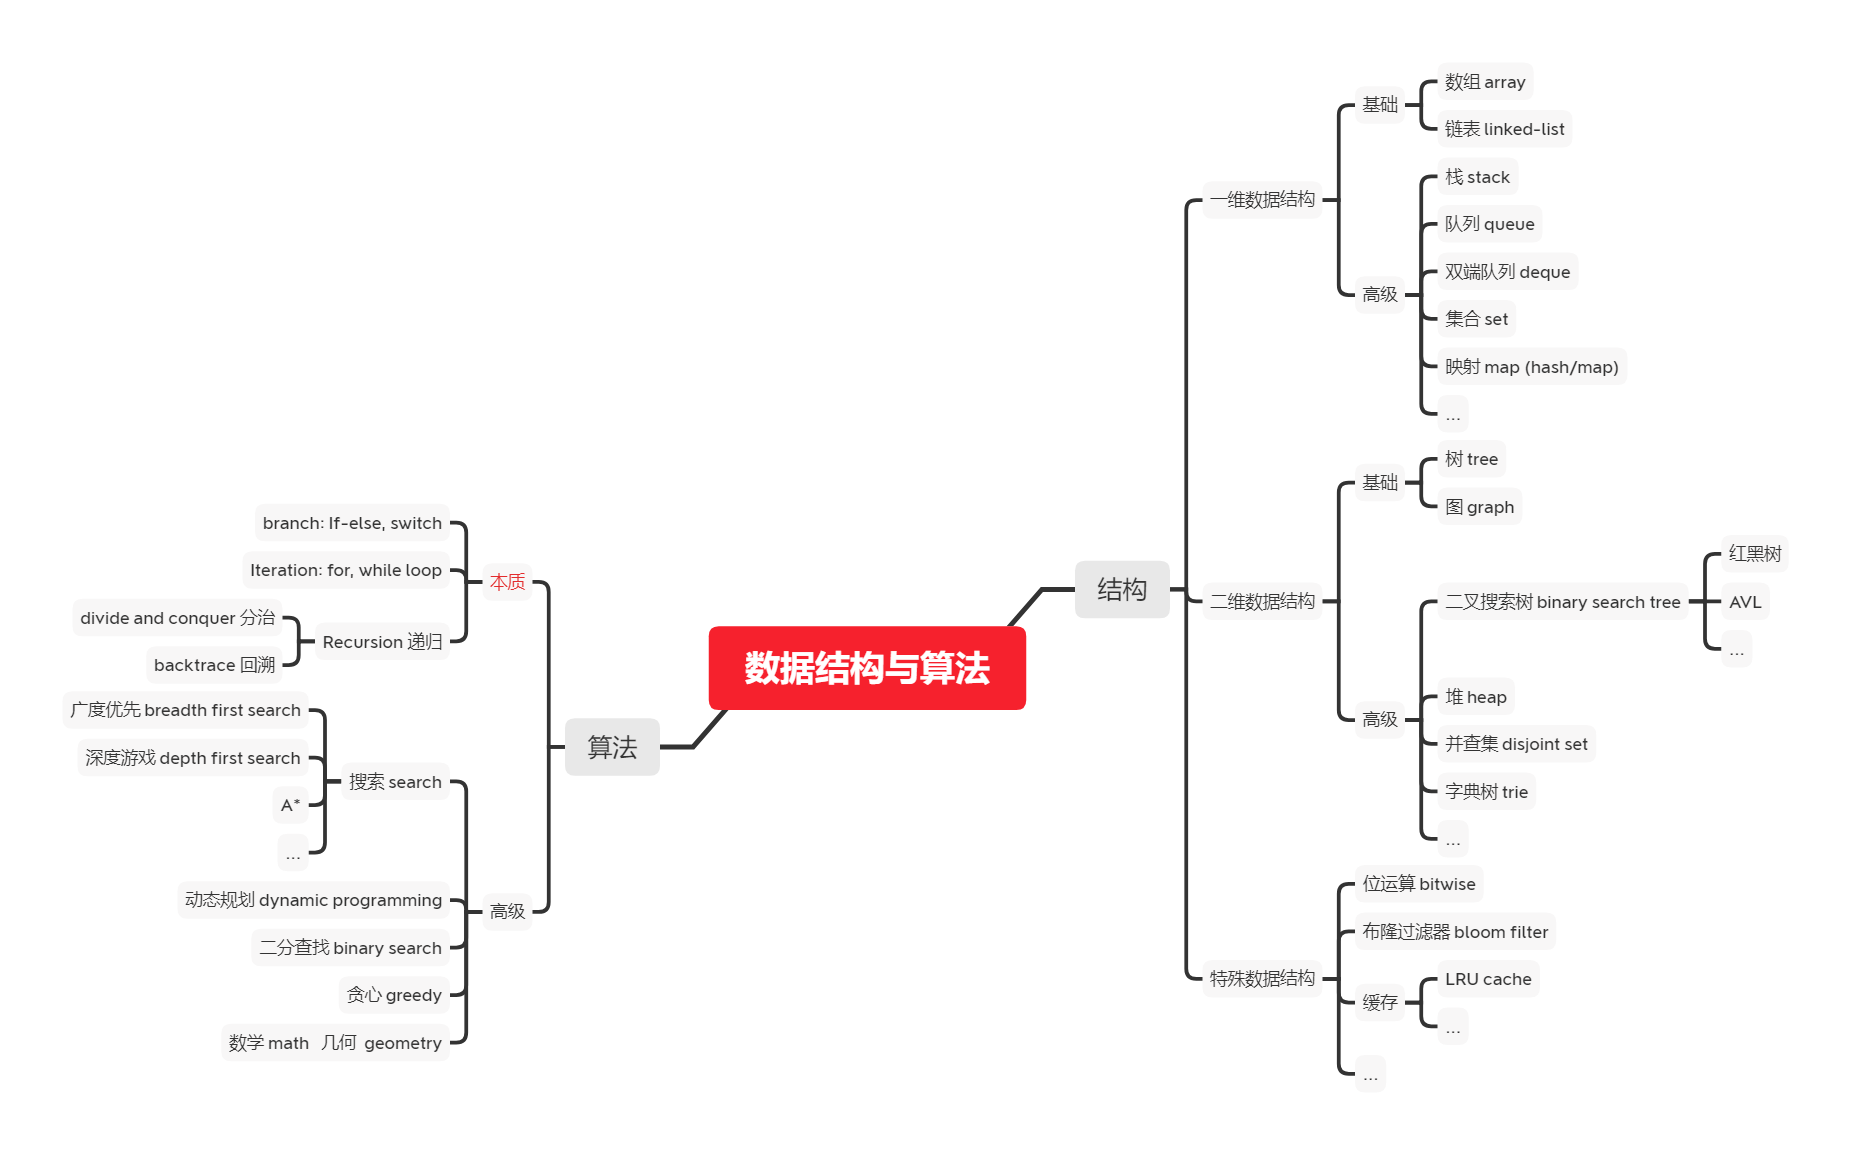 数据结构与算法
结构
一维数据结构
基础
数组 array
链表 linked-list
高级
栈 stack
队列 queue
双端队列 deque
集合 set
映射 map (hash/map)
...
二维数据结构
基础
树 tree
图 graph
高级
二叉搜索树 binary search tree
红黑树
AVL
...
堆 heap
并查集 disjoint set
字典树 trie
...
特殊数据结构
位运算 bitwise
布隆过滤器 bloom filter
缓存
LRU cache
...
...
算法
本质
branch: If-else, switch
Iteration: for, while loop
Recursion 递归
divide and conquer 分治
backtrace 回溯
高级
搜索 search
广度优先 breadth first search
深度游戏 depth first search
A*
...
动态规划 dynamic programming
二分查找 binary search
贪心 greedy
数学 math 几何 geometry